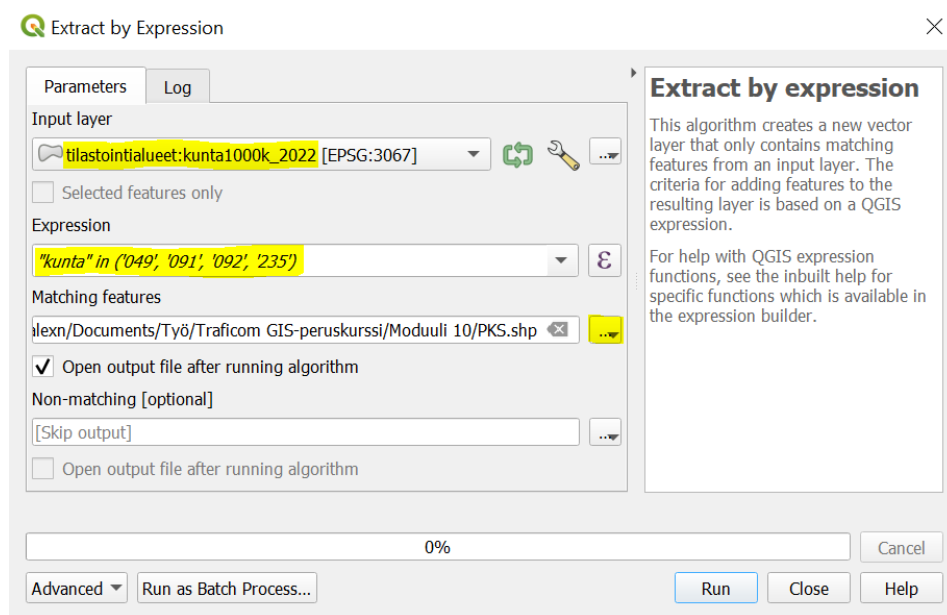 Extract by Expression
Parameters
Log
Input layer
tilastointialueet:kunta1000k_2022 [EPSG:3067]
Selected features only
Expression
"kunta" in ('049', '091', '092', '235')
Matching features
alexn/Documents/Työ/Traficom GIS-peruskurssi/Moduuli 10/PKS.shp
Open output file after running algorithm
Non-matching [optional]
[Skip output]
Open output file after running algorithm
Extract by expression
This algorithm creates a new vector
layer that only contains matching
features from an input layer. The
criteria for adding features to the
resulting layer is based on a QGIS
expression.
For help with QGIS expression
functions, see the inbuilt help for
specific functions which is available in
the expression builder.
0%
Cancel
Advanced
Run as Batch Process...
Run
Close
Help